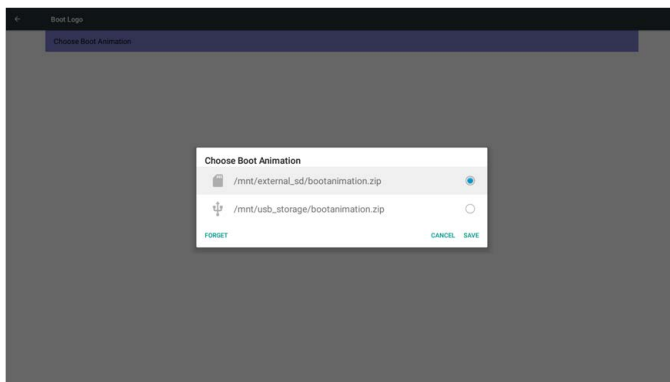 Boot Logo
Choose Boot Animation
Choose Boot Animation
/mnt/external_sd/bootanimation.zip
/mnt/usb_storage/bootanimation.zip
FORGET CANCEL SAVE